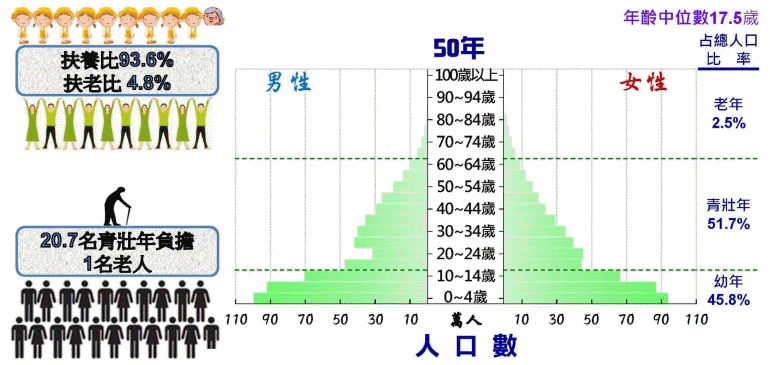 年齡中位數17.5歲
扶養比93.6%
扶老比 4.8%
20.7名青壯年負擔
1名老人
50年
男性
女性
100歲以上
90~94歲
80~84歲
70~74歲
60~64歲
50~54歲
40~44歲
30~34歲
20~24歲
10~14歲
0~4歲
110 90 70 50 30 10 萬人 10 30 50 70 90 110
人口數
占總人口
比 率
老年
2.5%
青壯年
51.7%
幼年
45.8%